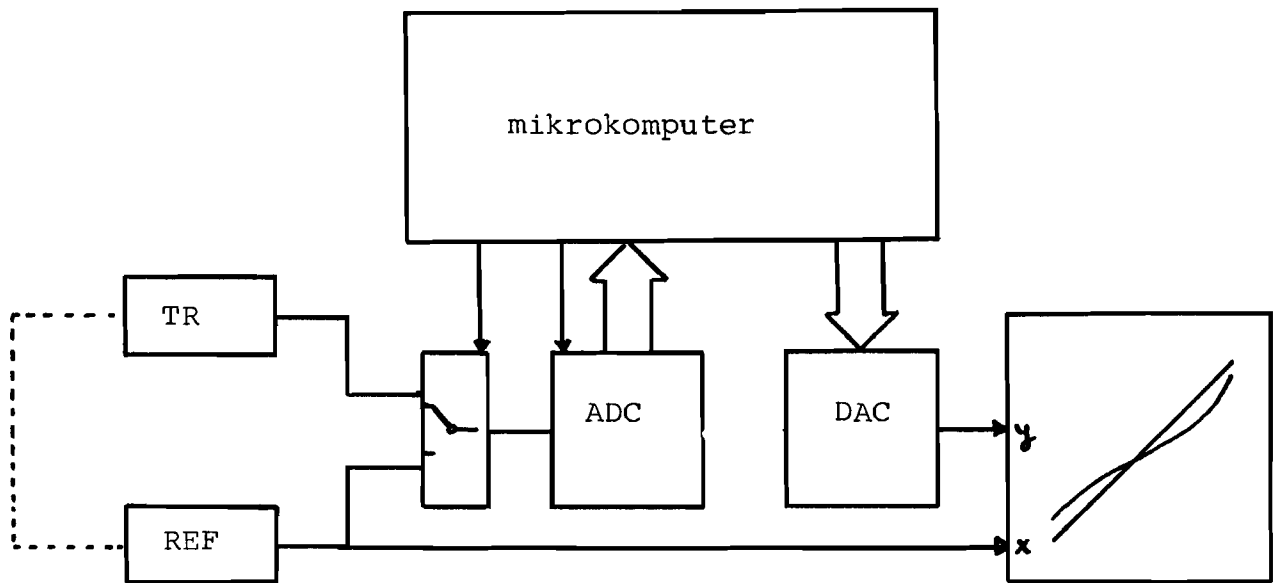 mikrokomputer
TR
ADC
DAC
y
REF
x